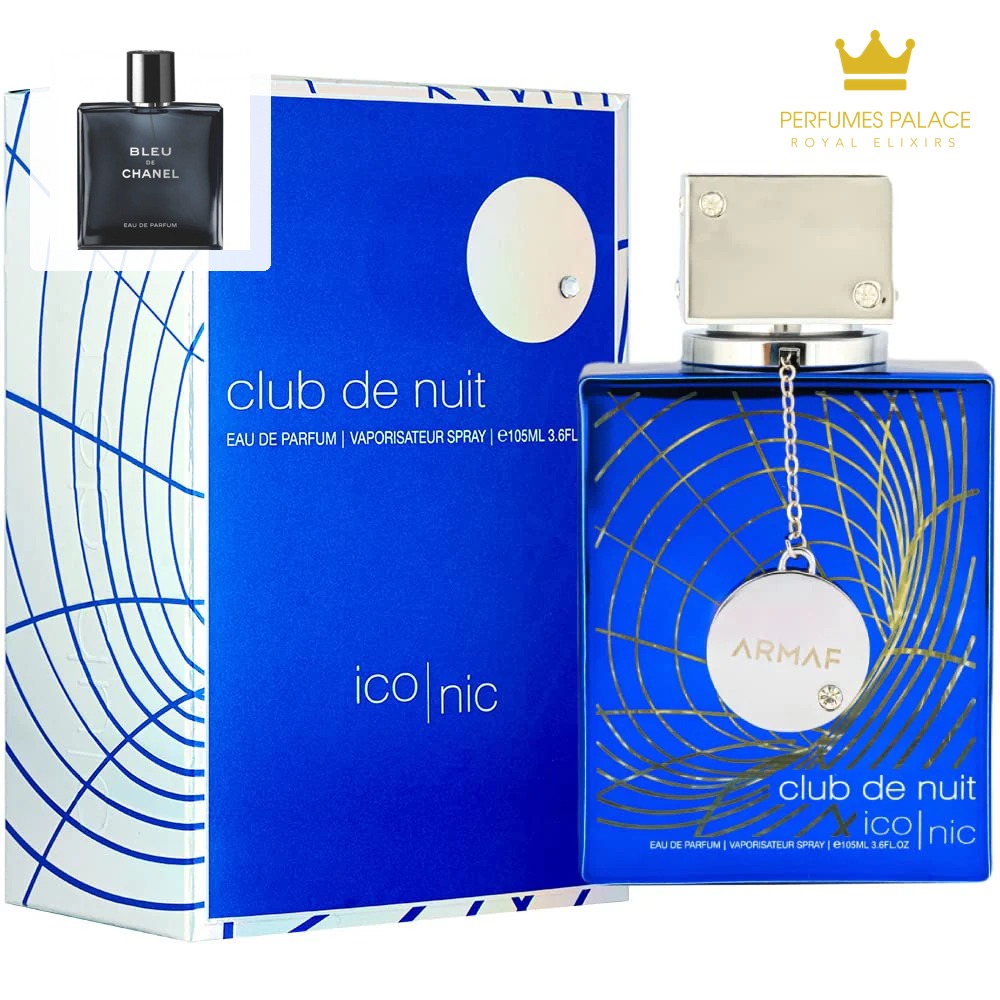 BLEU
DE
CHANEL
EAU DE PARFUM
PERFUMES PALACE
ROYAL ELIXIRS
club de nuit
EAU DE PARFUM | VAPORISATEUR SPRAY | ℮105ML 3.6FL
ico|nic
ARMAF
club de nuit
ico|nic
EAU DE PARFUM | VAPORISATEUR SPRAY | ℮105ML 3.6FL.OZ